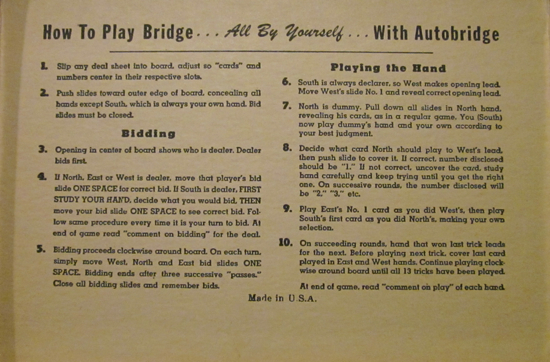 How To Play Bridge . . . All By Yourself . . . With Autobridge
1. Slip any deal sheet into board, adjust so "cards" and
numbers center in their respective slots.
2. Push slides toward outer edge of board, concealing all
hands except South, which is always your own hand. Bid
slides must be closed.
Bidding
3. Opening in center of board shows who is dealer. Dealer
bids first.
4. If North, East or West is dealer, move that player's bid
slide ONE SPACE for correct bid. If South is dealer, FIRST
STUDY YOUR HAND, decide what you would bid, THEN
move your bid slide ONE SPACE to see correct bid. Fol-
low same procedure every time it is your turn to bid. At
end of game read "comment on bidding" for the deal.
5. Bidding proceeds clockwise around board. On each turn,
simply move West, North and East bid slides ONE
SPACE. Bidding ends after three successive "passes."
Close all bidding slides and remember bids.
Playing the Hand
6. South is always declarer, so West makes opening lead.
Move West's slide No. 1 and reveal correct opening lead.
7. North is dummy. Pull down all slides in North hand,
revealing his cards, as in a regular game. You (South)
now play dummy's hand and your own according to
your best judgment.
8. Decide what card North should play to West's lead,
then push slide to cover it. If correct, number disclosed
should be "1." If not correct, uncover the card, study
hand carefully and keep trying until you get the right
one. On successive rounds, the number disclosed will
be "2," "3," etc.
9. Play East's No. 1 card as you did West's, then play
South's first card as you did North's, making your own
selection.
10. On succeeding rounds, hand that won last trick leads
for the next. Before playing next trick, cover last card
played in East and West hands. Continue playing clock-
wise around board until all 13 tricks have been played.
At end of game, read "comment on play" of each hand.
Made in U.S.A.